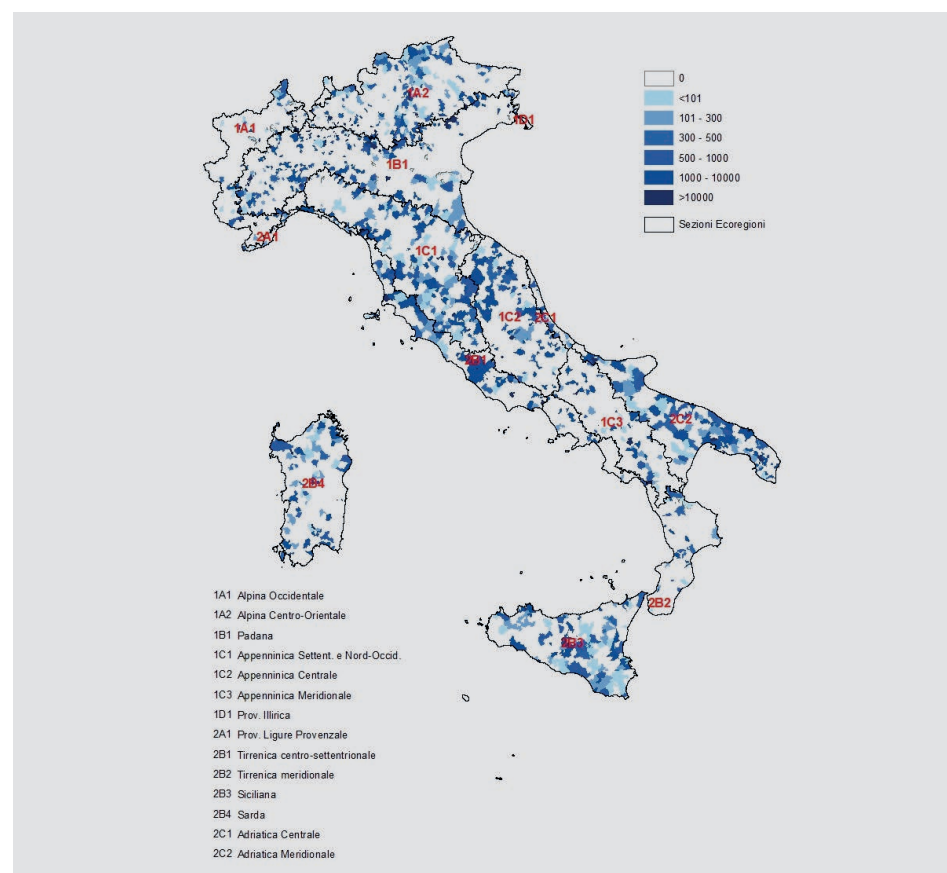 0
<101
101 - 300
300 - 500
500 - 1000
1000 - 10000
>10000
Sezioni Ecoregioni
1A2
1A1
1D1
1B1
2A1
1C1
1C2
2C1
2B1
1C3
2C2
2B4
2B2
2B3
1A1 Alpina Occidentale
1A2 Alpina Centro-Orientale
1B1 Padana
1C1 Appenninica Settent. e Nord-Occid.
1C2 Appenninica Centrale
1C3 Appenninica Meridionale
1D1 Prov. Illirica
2A1 Prov. Ligure Provenzale
2B1 Tirrenica centro-settentrionale
2B2 Tirrenica meridionale
2B3 Siciliana
2B4 Sarda
2C1 Adriatica Centrale
2C2 Adriatica Meridionale